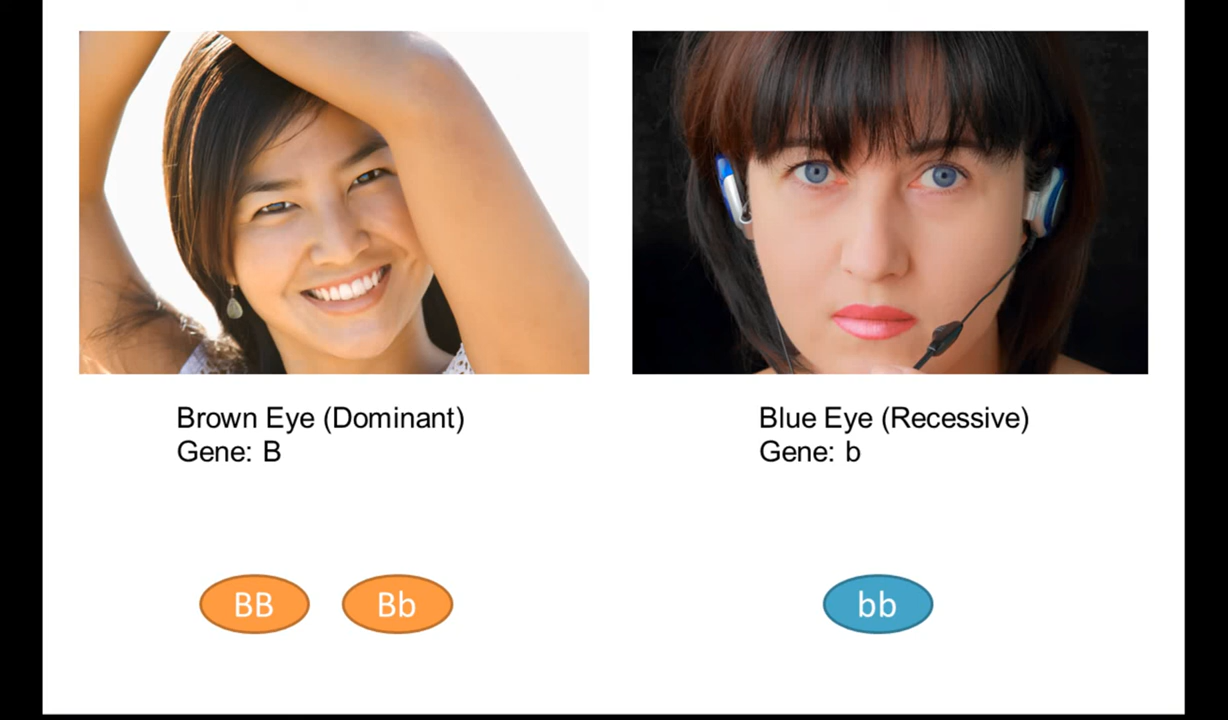 Brown Eye (Dominant)
Gene: B
Blue Eye (Recessive)
Gene: b
BB
Bb
bb